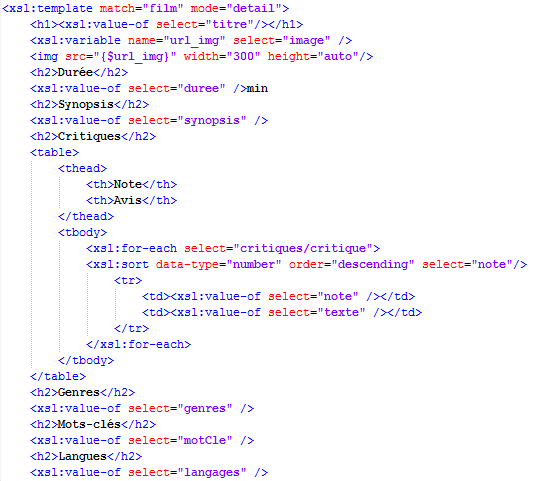 <xsl:template match="film" mode="detail">
<h1><xsl:value-of select="titre"/></h1>
<xsl:variable name="url_img" select="image" />
<img src="{$url_img}" width="300" height="auto"/>
<h2>Durée</h2>
<xsl:value-of select="duree" />min
<h2>Synopsis</h2>
<xsl:value-of select="synopsis" />
<h2>Critiques</h2>
<table>
<thead>
<th>Note</th>
<th>Avis</th>
</thead>
<tbody>
<xsl:for-each select="critiques/critique">
<xsl:sort data-type="number" order="descending" select="note"/>
<tr>
<td><xsl:value-of select="note" /></td>
<td><xsl:value-of select="texte" /></td>
</tr>
</xsl:for-each>
</tbody>
</table>
<h2>Genres</h2>
<xsl:value-of select="genres" />
<h2>Mots-clés</h2>
<xsl:value-of select="motCle" />
<h2>Langues</h2>
<xsl:value-of select="langages" />